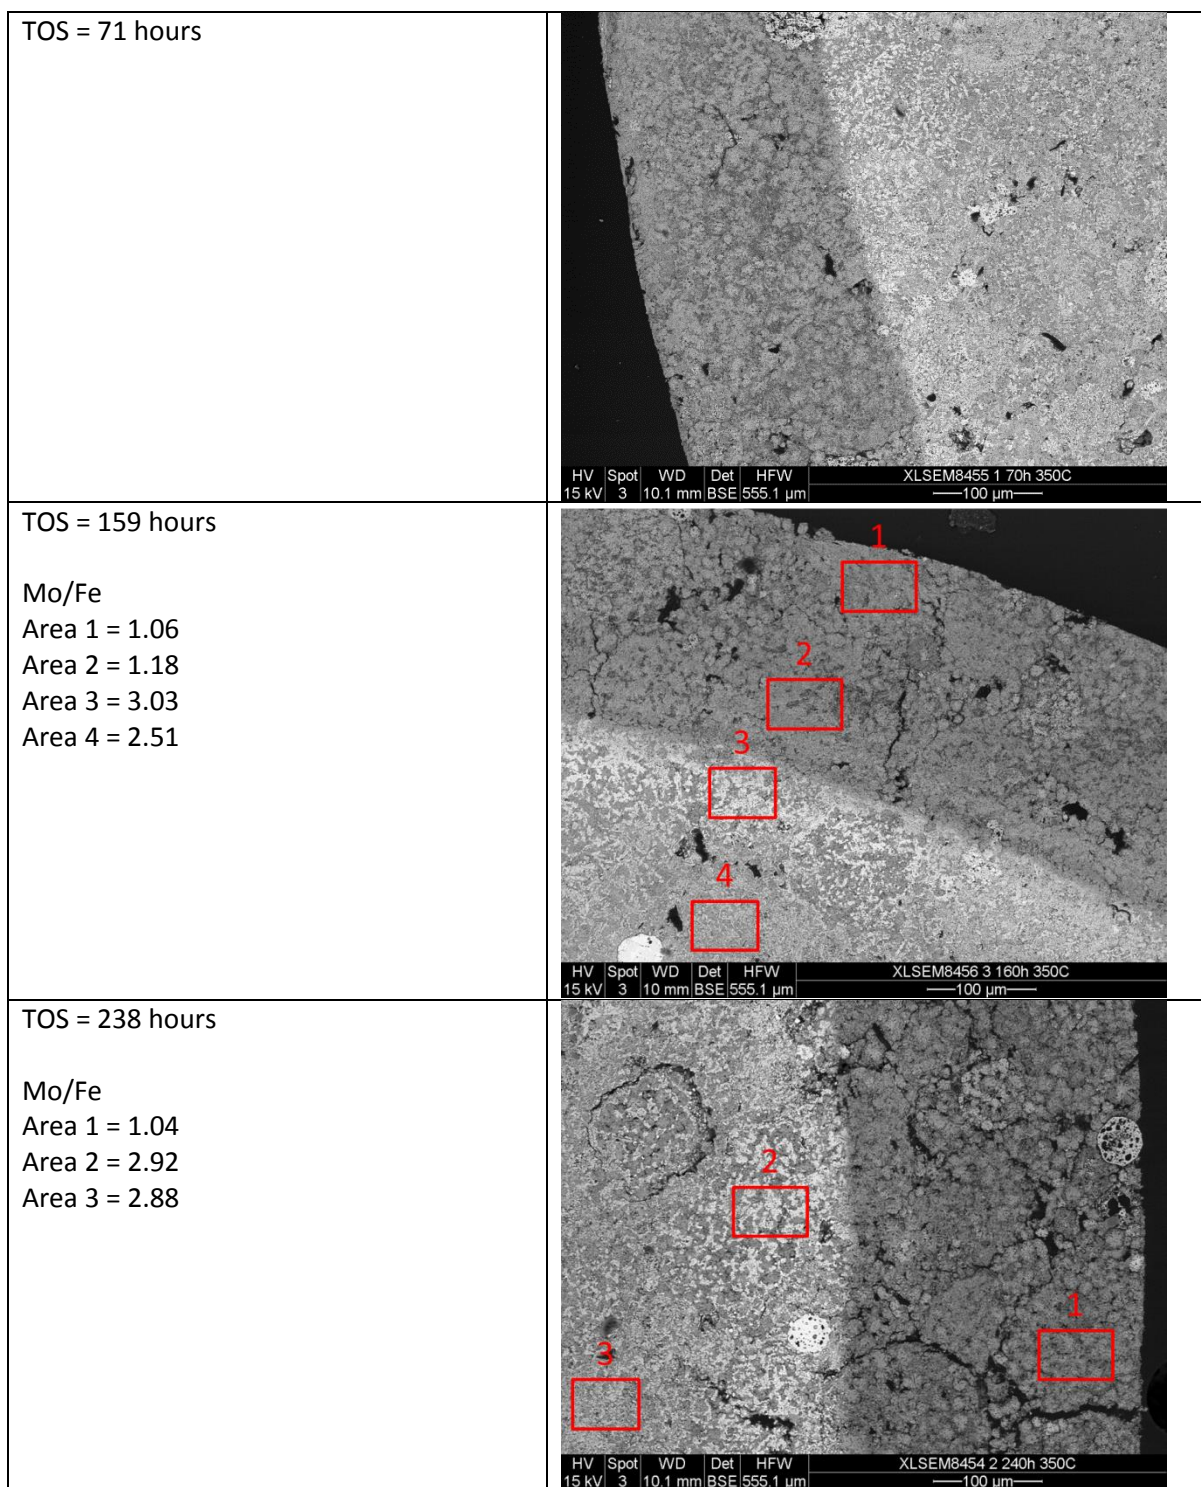 TOS = 71 hours
HV Spot WD Det HFW XLSEM8455 1 70h 350C
15 kV 3 10.1 mm BSE 555.1 µm 100 µm
TOS = 159 hours
Mo/Fe
Area 1 = 1.06
Area 2 = 1.18
Area 3 = 3.03
Area 4 = 2.51
1
2
3
4
HV Spot WD Det HFW XLSEM8456 3 160h 350C
15 kV 3 10 mm BSE 555.1 µm 100 µm
TOS = 238 hours
Mo/Fe
Area 1 = 1.04
Area 2 = 2.92
Area 3 = 2.88
2
1
3
HV Spot WD Det HFW XLSEM8454 2 240h 350C
15 kV 3 10.1 mm BSE 555.1 µm 100 µm